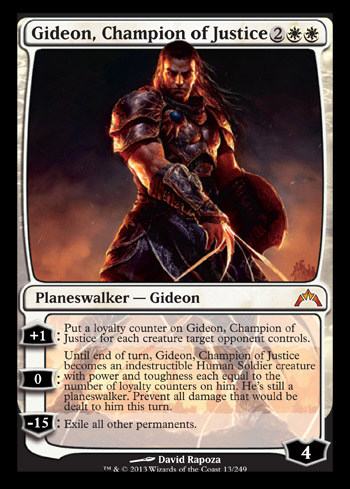 Gideon, Champion of Justice 2
Planeswalker — Gideon
+1: Put a loyalty counter on Gideon, Champion of
Justice for each creature target opponent controls.
Until end of turn, Gideon, Champion of Justice
becomes an indestructible Human Soldier creature
0: with power and toughness each equal to the
number of loyalty counters on him. He's still a
planeswalker. Prevent all damage that would be
dealt to him this turn.
-15: Exile all other permanents.
David Rapoza
4
™ & © 2013 Wizards of the Coast 13/249